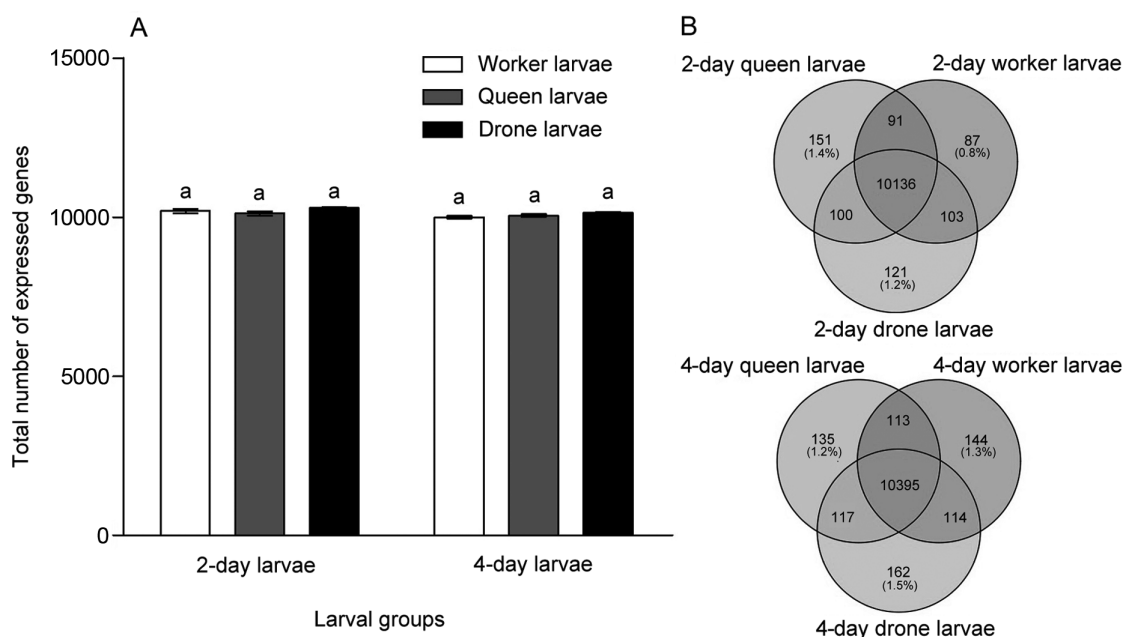 A
Total number of expressed genes
15000
10000
5000
0
Worker larvae
Queen larvae
Drone larvae
a a a a a a
2-day larvae 4-day larvae
Larval groups
B
2-day queen larvae 2-day worker larvae
91
151 87
(1.4%) (0.8%)
10136
100 103
121
(1.2%)
2-day drone larvae
4-day queen larvae 4-day worker larvae
113
135 144
(1.2%) (1.3%)
10395
117 114
162
(1.5%)
4-day drone larvae